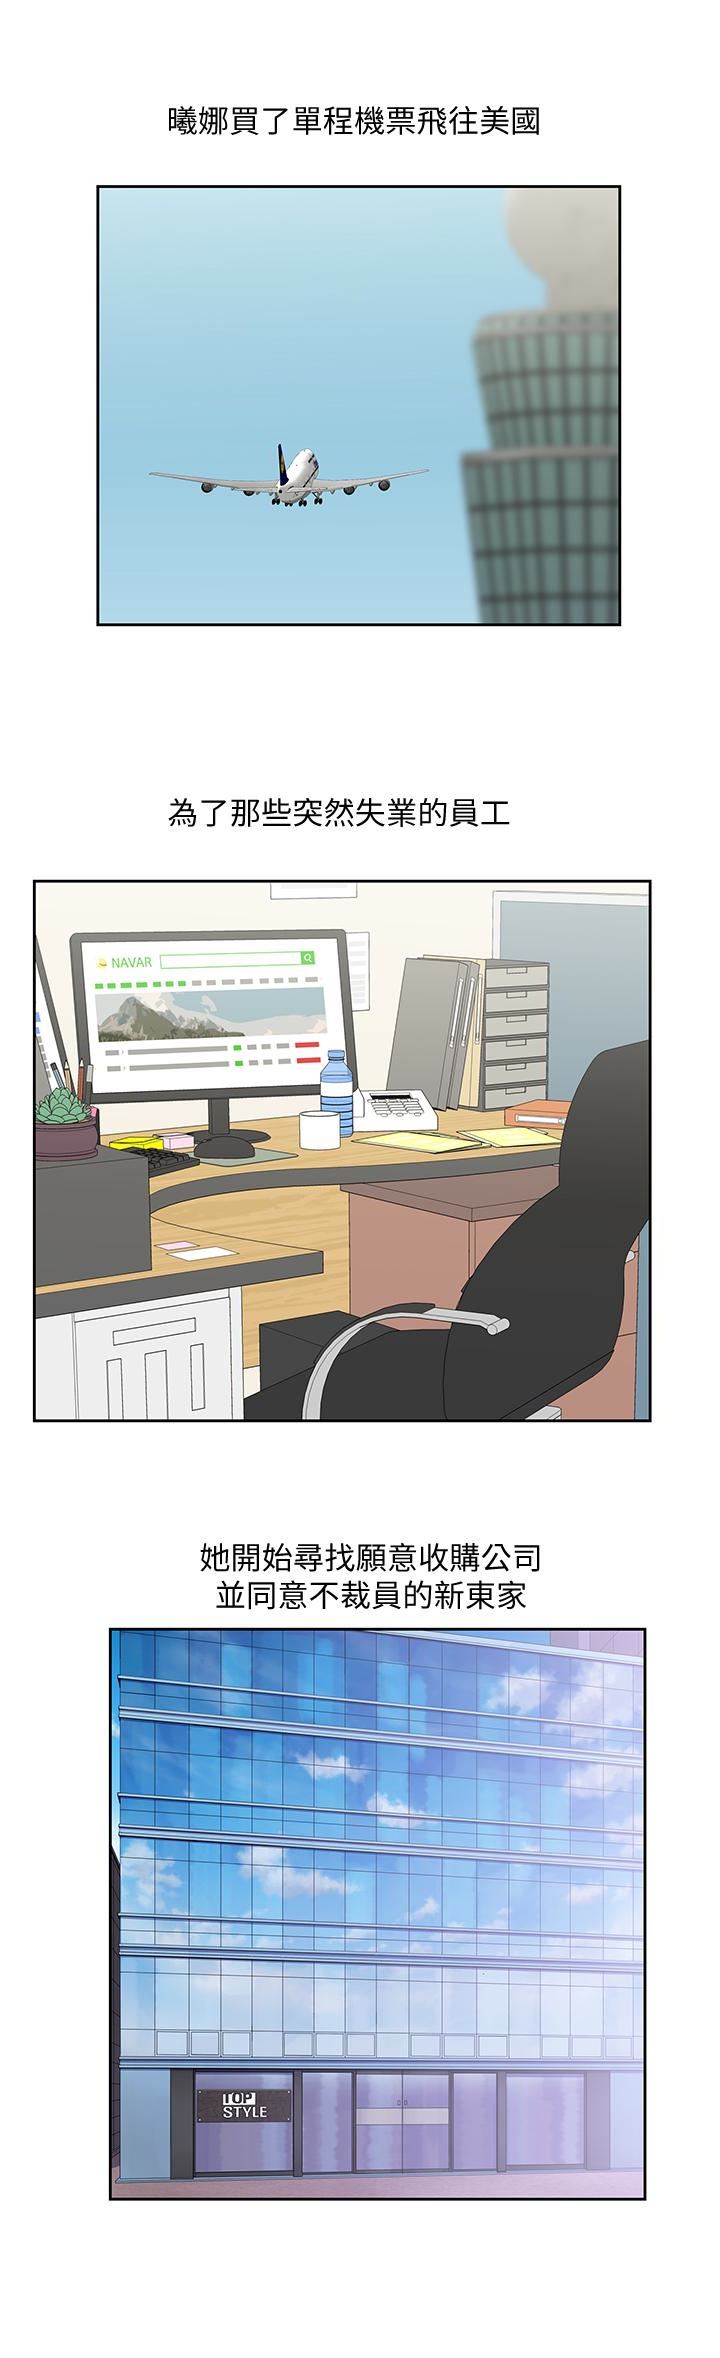 曦娜買了單程機票飛往美國
為了那些突然失業的員工
NAVAR
她開始尋找願意收購公司
並同意不裁員的新東家
TOP
STYLE